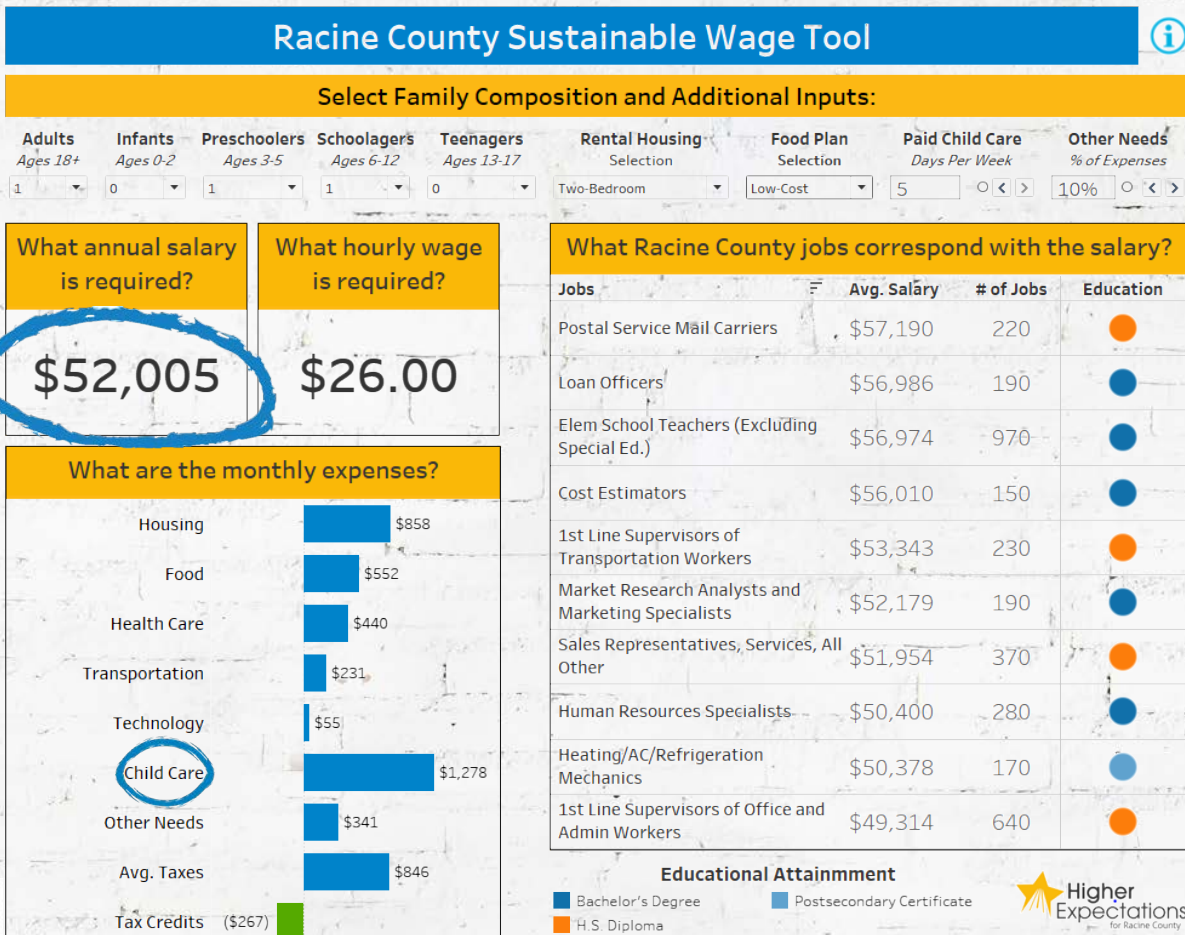 Racine County Sustainable Wage Tool
i
Select Family Composition and Additional Inputs:
Adults Infants Preschoolers Schoolagers Teenagers Rental Housing Food Plan Paid Child Care Other Needs
Ages 18+ Ages 0-2 Ages 3-5 Ages 6-12 Ages 13-17 Selection Selection Days Per Week % of Expenses
1 0 1 1 0 Two-Bedroom Low-Cost 5 10%
What annual salary
is required?
$52,005
What hourly wage
is required?
$26.00
What are the monthly expenses?
Housing $858
Food $552
Health Care $440
Transportation $231
Technology $55
Child Care $1,278
Other Needs $341
Avg. Taxes $846
Tax Credits ($267)
What Racine County jobs correspond with the salary?
Jobs Avg. Salary # of Jobs Education
Postal Service Mail Carriers $57,190 220
Loan Officers $56,986 190
Elem School Teachers (Excluding
Special Ed.) $56,974 970
Cost Estimators $56,010 150
1st Line Supervisors of
Transportation Workers $53,343 230
Market Research Analysts and
Marketing Specialists $52,179 190
Sales Representatives, Services, All
Other $51,954 370
Human Resources Specialists $50,400 280
Heating/AC/Refrigeration
Mechanics $50,378 170
1st Line Supervisors of Office and
Admin Workers $49,314 640
Educational Attainmment
Bachelor's Degree Postsecondary Certificate
H.S. Diploma
Higher
Expectations
for Racine County